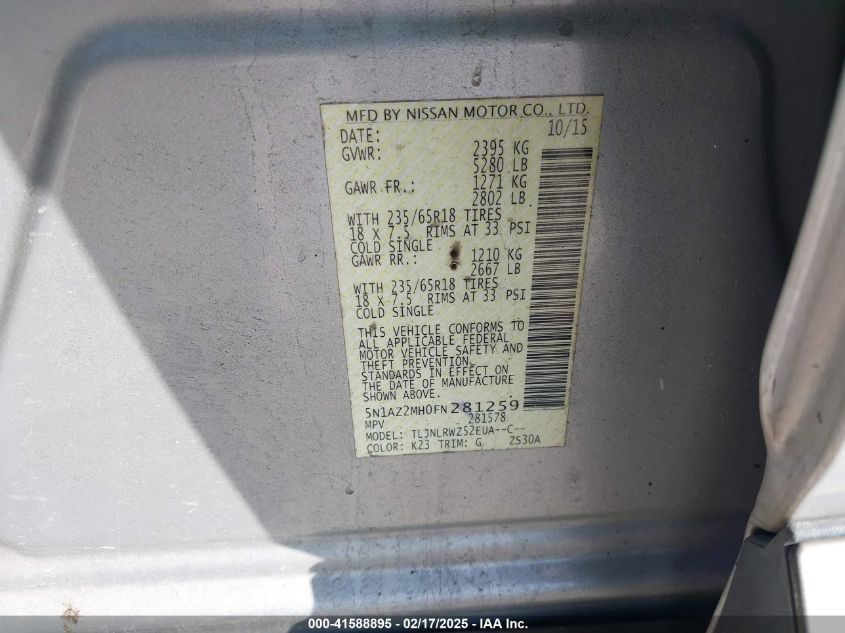 MFD BY NISSAN MOTOR CO., LTD.
DATE: 10/15
GVWR: 2395 KG
5280 LB
GAWR FR.: 1271 KG
2802 LB
WITH 235/65R18 TIRES
18 X 7.5 RIMS AT 33 PSI
COLD SINGLE
GAWR RR.: 1210 KG
2667 LB
WITH 235/65R18 TIRES
18 X 7.5 RIMS AT 33 PSI
COLD SINGLE
THIS VEHICLE CONFORMS TO
ALL APPLICABLE FEDERAL
MOTOR VEHICLE SAFETY AND
THEFT PREVENTION
STANDARDS IN EFFECT ON
THE DATE OF MANUFACTURE
SHOWN ABOVE.
5N1AZ2MH0FN281259
MPV 281578
MODEL: TLJNLRWZ52EUA--C--
COLOR: K23 TRIM: G ZS30A
000-41588895 - 02/17/2025 - IAA Inc.